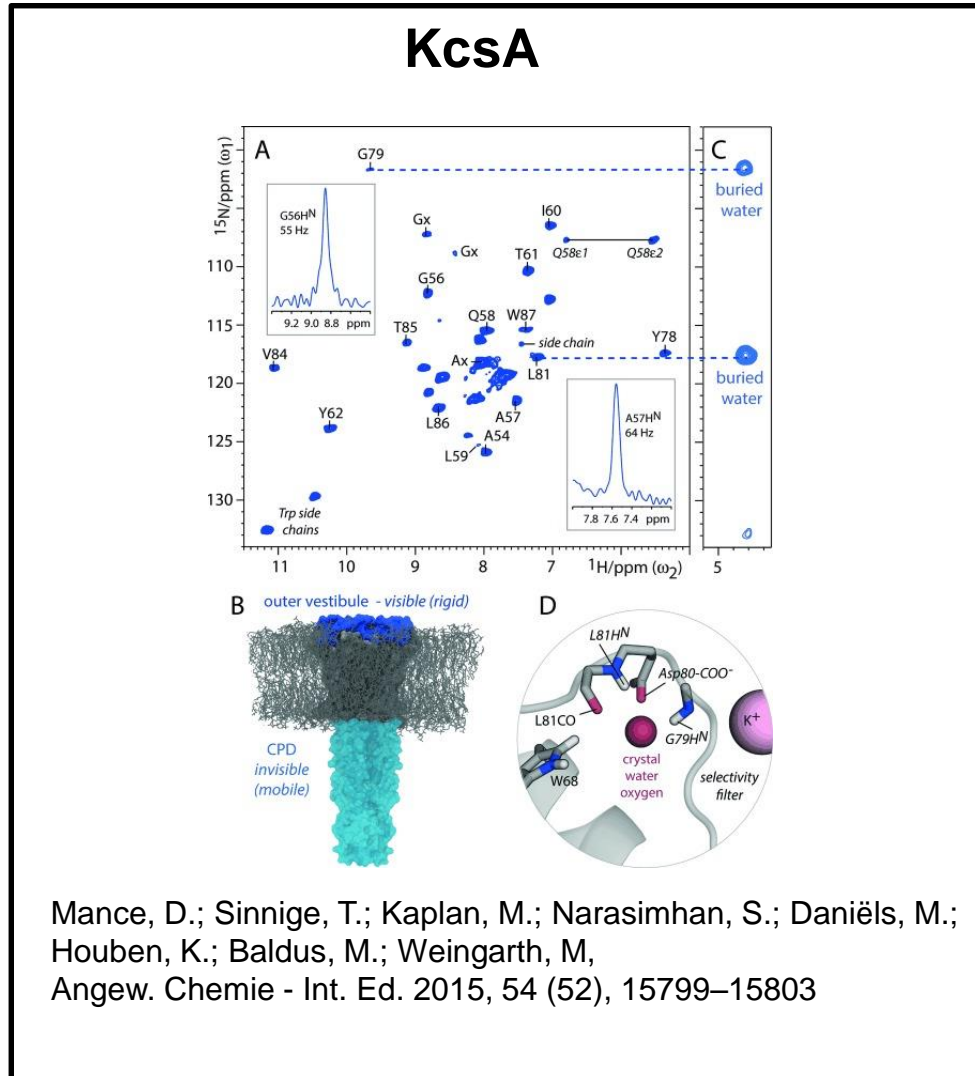 KcsA
A
C
G79
15N/ppm (ω1)
buried
water
G56HN
55 Hz
9.2 9.0 8.8 ppm
Gx
Gx
I60
Q58ε1
Q58ε2
110
T61
G56
115
Q58
W87
T85
side chain
Y78
V84
Ax
L81
buried
water
120
L86
A57
A57HN
64 Hz
Y62
A54
125
L59
7.8 7.6 7.4 ppm
130
Trp side
chains
11 10 9 8 7 1H/ppm (ω2)
5
B
outer vestibule - visible (rigid)
CPD
invisible
(mobile)
D
L81HN
Asp80-COO-
L81CO
G79HN
K+
W68
crystal
water
oxygen
selectivity
filter
Mance, D.; Sinnige, T.; Kaplan, M.; Narasimhan, S.; Daniëls, M.;
Houben, K.; Baldus, M.; Weingarth, M,
Angew. Chemie - Int. Ed. 2015, 54 (52), 15799–15803